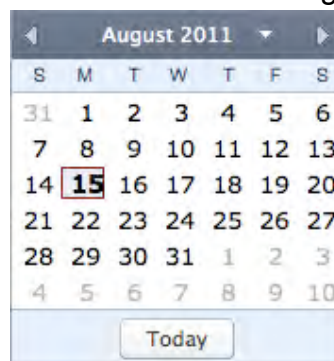 August 2011
S M T W T F S
31 1 2 3 4 5 6
7 8 9 10 11 12 13
14 15 16 17 18 19 20
21 22 23 24 25 26 27
28 29 30 31 1 2 3
4 5 6 7 8 9 10
Today